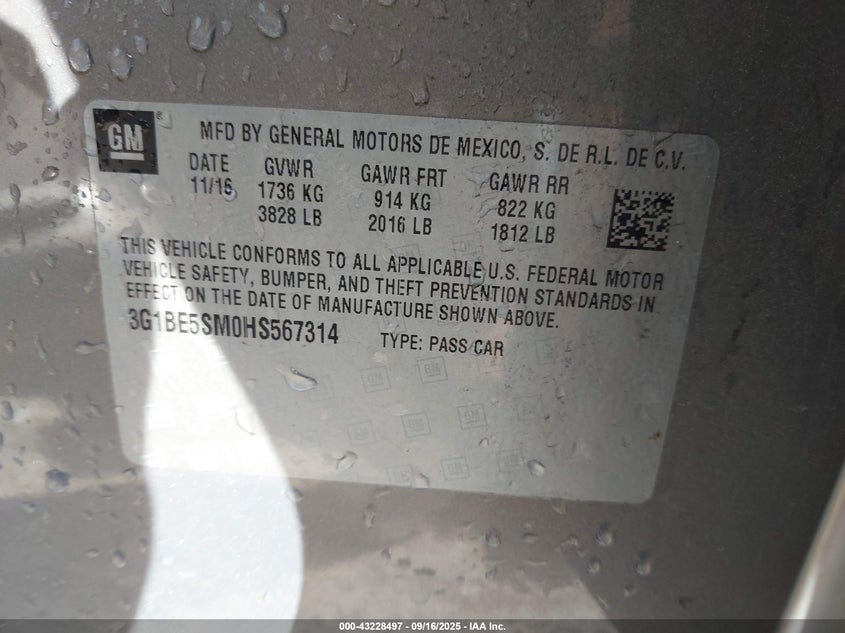 GM
®
MFD BY GENERAL MOTORS DE MEXICO, S. DE R.L. DE C.V.
DATE GVWR GAWR FRT GAWR RR
11/16 1736 KG 914 KG 822 KG
3828 LB 2016 LB 1812 LB
THIS VEHICLE CONFORMS TO ALL APPLICABLE U.S. FEDERAL MOTOR
VEHICLE SAFETY, BUMPER, AND THEFT PREVENTION STANDARDS IN
EFFECT ON THE DATE OF MANUFACTURE SHOWN ABOVE.
3G1BE5SM0HS567314 TYPE: PASS CAR
000-43228497 - 09/16/2025 - IAA Inc.